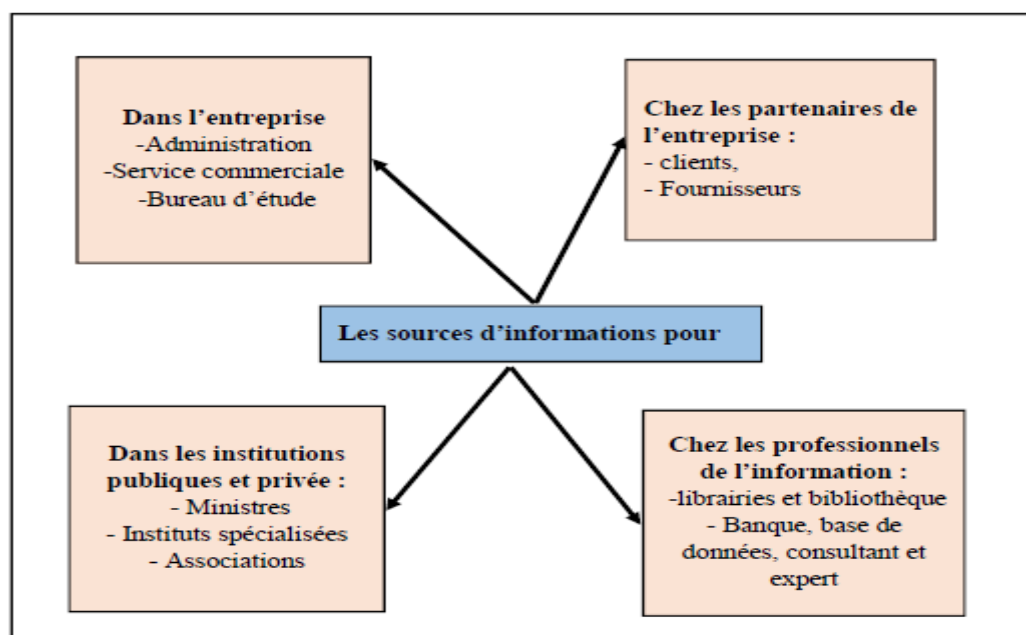 Dans l'entreprise
-Administration
-Service commerciale
-Bureau d'étude
Chez les partenaires de
l'entreprise :
- clients,
- Fournisseurs
Les sources d'informations pour
Dans les institutions
publiques et privée :
- Ministres
- Instituts spécialisées
- Associations
Chez les professionnels
de l'information :
-librairies et bibliothèque
- Banque, base de
données, consultant et
expert